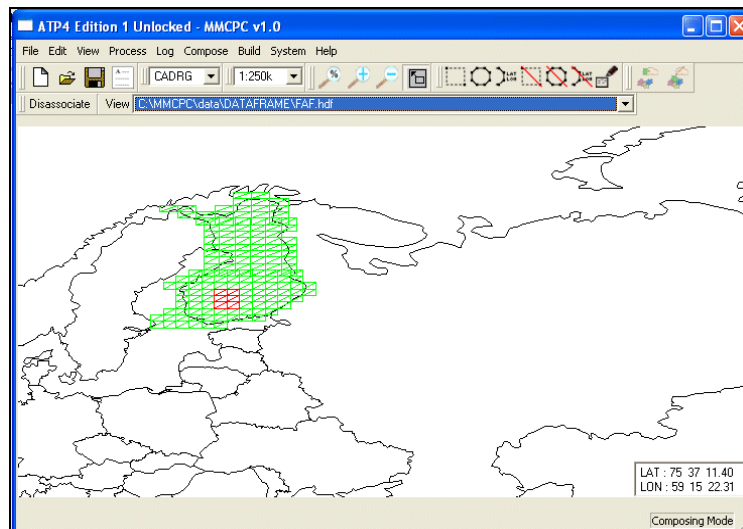 ATP4 Edition 1 Unlocked - MMCPC v1.0
File Edit View Process Log Compose Build System Help
CADRG 1:250k % LAT LON
Disassociate View C:\MMCPC\data\DATAFRAME\FAF.hdf
LAT : 75 37 11.40
LON : 59 15 22.31
Composing Mode